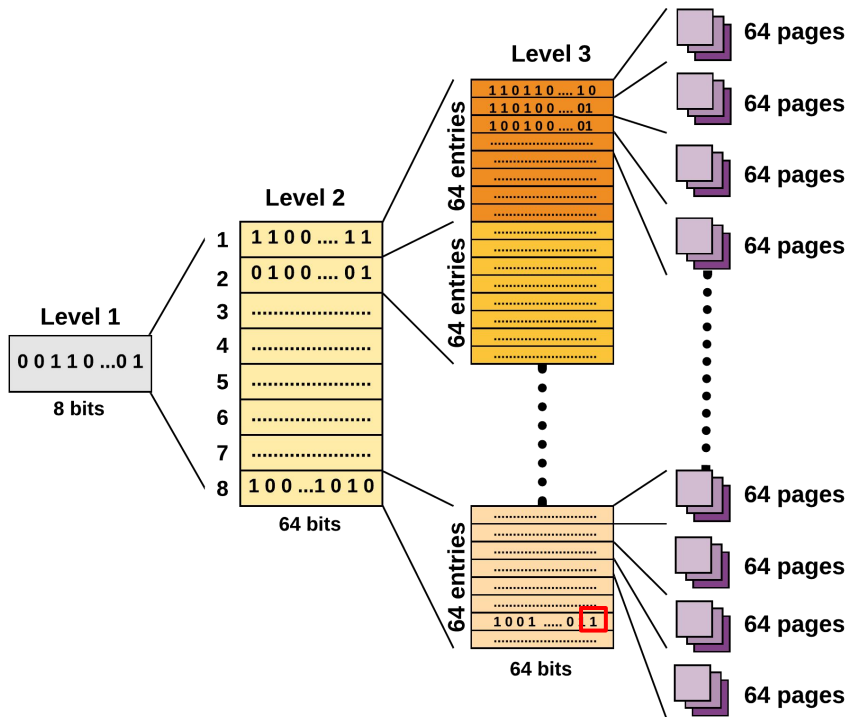 Level 1
0 0 1 1 0 ...0 1
8 bits
Level 2
1 1 1 0 0 .... 1 1
2 0 1 0 0 .... 0 1
3 ........................
4 ........................
5 ........................
6 ........................
7 ........................
8 1 0 0 ...1 0 1 0
64 bits
Level 3
64 entries
1 1 0 1 1 0 .... 1 0
1 1 0 1 0 0 .... 01
1 0 0 1 0 0 .... 01
64 entries
64 entries
1 0 0 1 ..... 0 1 1
64 bits
64 pages
64 pages
64 pages
64 pages
64 pages
64 pages
64 pages
64 pages